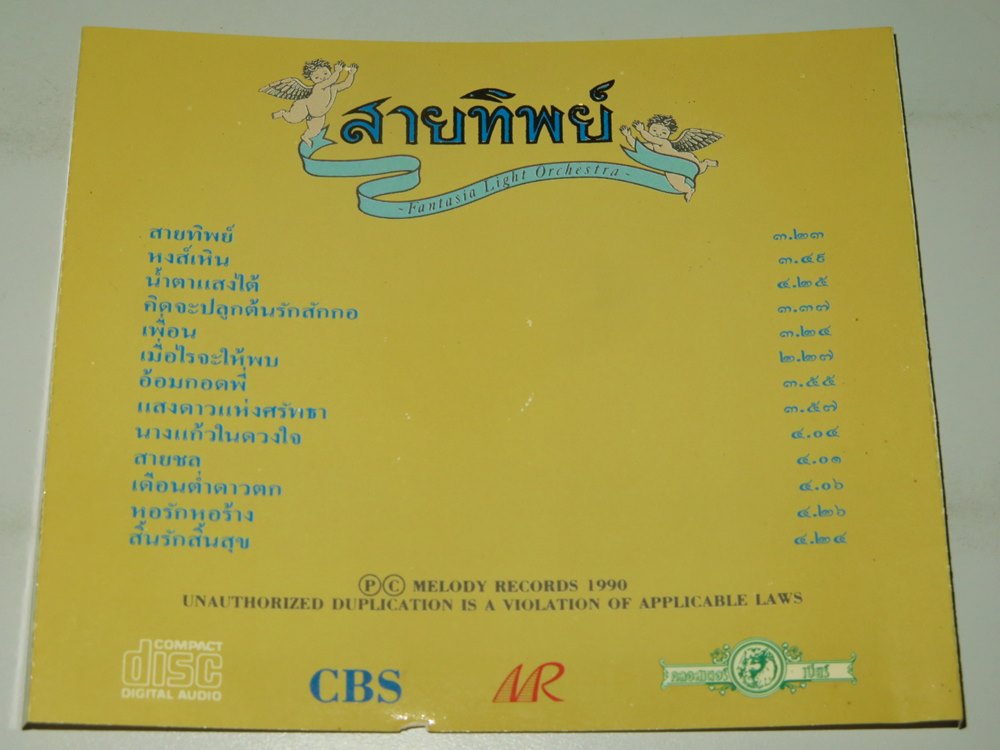 สายทิพย์
~Fantasia Light Orchestra~
สายทิพย์ ๓.๒๓
หงส์เหิน ๓.๔๙
น้ำตาแสงใต้ ๔.๒๕
คิดจะปลูกต้นรักสักกอ ๓.๓๗
เพื่อน ๓.๒๔
เมื่อไรจะให้พบ ๒.๒๗
อ้อมกอดพี่ ๓.๕๕
แสงดาวแห่งศรัทธา ๓.๕๗
นางแก้วในดวงใจ ๔.๐๔
สายชล ๔.๐๑
เดือนต่ำดาวตก ๔.๐๖
หอรักหอร้าง ๔.๒๖
สิ้นรักสิ้นสุข ๔.๒๔
Ⓟ© MELODY RECORDS 1990
UNAUTHORIZED DUPLICATION IS A VIOLATION OF APPLICABLE LAWS
COMPACT
disc
DIGITAL AUDIO
CBS
MR